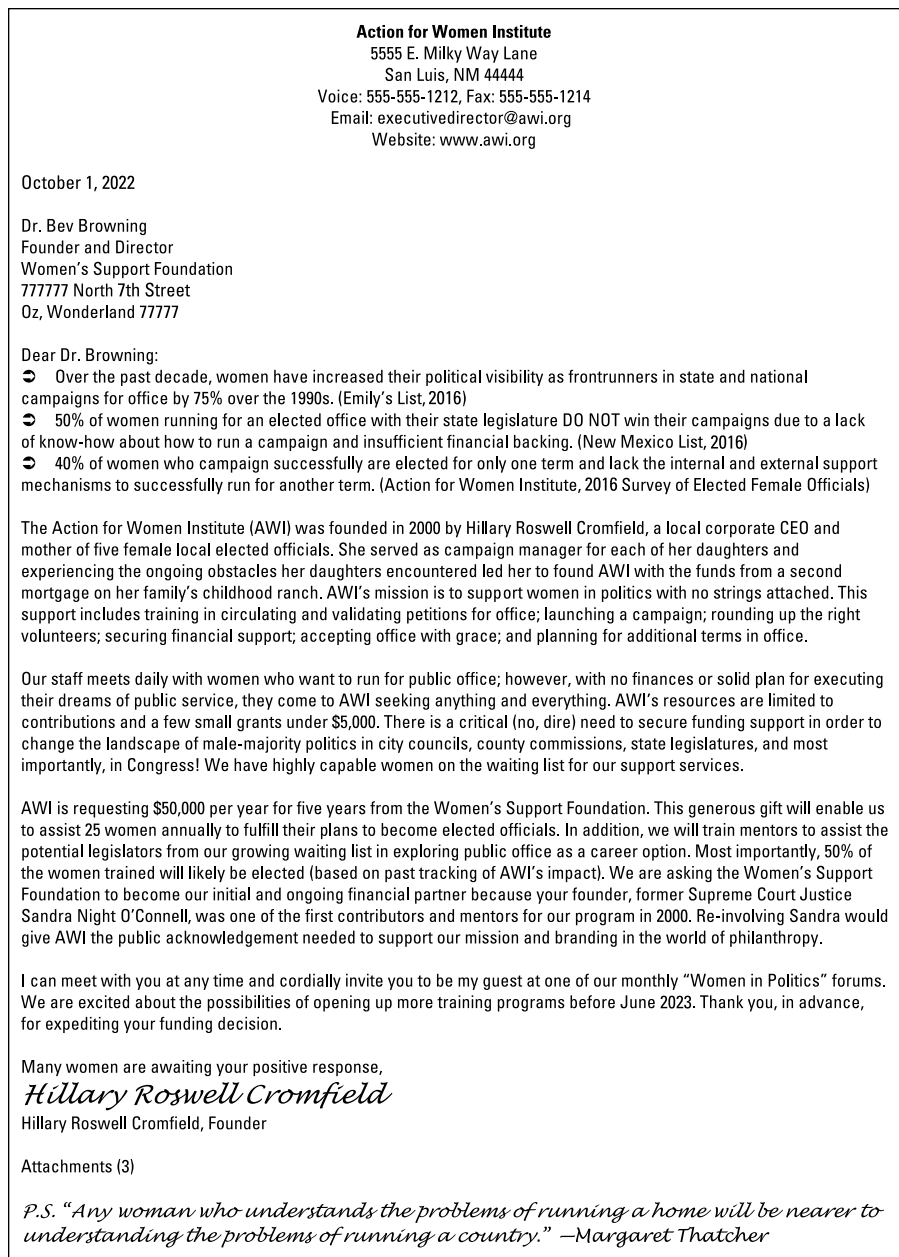 Action for Women Institute
5555 E. Milky Way Lane
San Luis, NM 44444
Voice: 555-555-1212, Fax: 555-555-1214
Email: executivedirector@awi.org
Website: www.awi.org
October 1, 2022
Dr. Bev Browning
Founder and Director
Women's Support Foundation
777777 North 7th Street
Oz, Wonderland 77777
Dear Dr. Browning:
➲ Over the past decade, women have increased their political visibility as frontrunners in state and national
campaigns for office by 75% over the 1990s. (Emily's List, 2016)
➲ 50% of women running for an elected office with their state legislature DO NOT win their campaigns due to a lack
of know-how about how to run a campaign and insufficient financial backing. (New Mexico List, 2016)
➲ 40% of women who campaign successfully are elected for only one term and lack the internal and external support
mechanisms to successfully run for another term. (Action for Women Institute, 2016 Survey of Elected Female Officials)
The Action for Women Institute (AWI) was founded in 2000 by Hillary Roswell Cromfield, a local corporate CEO and
mother of five female local elected officials. She served as campaign manager for each of her daughters and
experiencing the ongoing obstacles her daughters encountered led her to found AWI with the funds from a second
mortgage on her family's childhood ranch. AWI's mission is to support women in politics with no strings attached. This
support includes training in circulating and validating petitions for office; launching a campaign; rounding up the right
volunteers; securing financial support; accepting office with grace; and planning for additional terms in office.
Our staff meets daily with women who want to run for public office; however, with no finances or solid plan for executing
their dreams of public service, they come to AWI seeking anything and everything. AWI's resources are limited to
contributions and a few small grants under $5,000. There is a critical (no, dire) need to secure funding support in order to
change the landscape of male-majority politics in city councils, county commissions, state legislatures, and most
importantly, in Congress! We have highly capable women on the waiting list for our support services.
AWI is requesting $50,000 per year for five years from the Women's Support Foundation. This generous gift will enable us
to assist 25 women annually to fulfill their plans to become elected officials. In addition, we will train mentors to assist the
potential legislators from our growing waiting list in exploring public office as a career option. Most importantly, 50% of
the women trained will likely be elected (based on past tracking of AWI's impact). We are asking the Women's Support
Foundation to become our initial and ongoing financial partner because your founder, former Supreme Court Justice
Sandra Night O'Connell, was one of the first contributors and mentors for our program in 2000. Re-involving Sandra would
give AWI the public acknowledgement needed to support our mission and branding in the world of philanthropy.
I can meet with you at any time and cordially invite you to be my guest at one of our monthly “Women in Politics” forums.
We are excited about the possibilities of opening up more training programs before June 2023. Thank you, in advance,
for expediting your funding decision.
Many women are awaiting your positive response,
Hillary Roswell Cromfield
Hillary Roswell Cromfield, Founder
Attachments (3)
P.S. “Any woman who understands the problems of running a home will be nearer to
understanding the problems of running a country.” —Margaret Thatcher